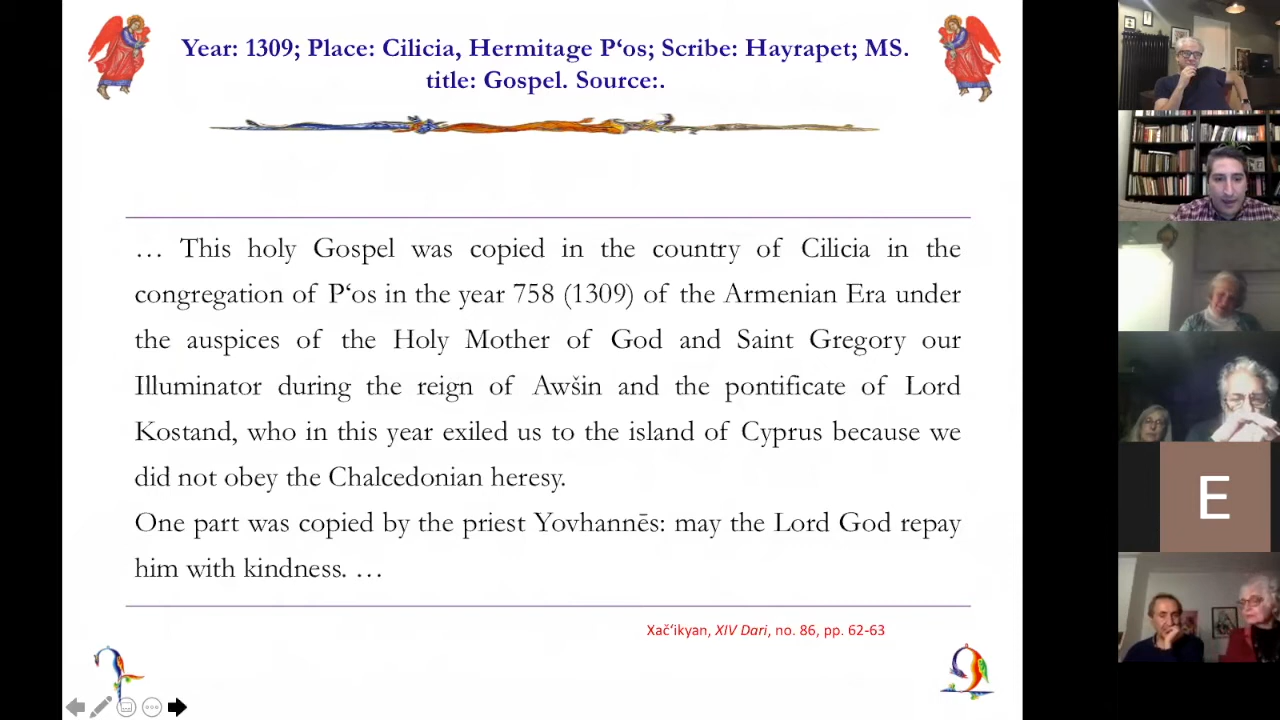 Year: 1309; Place: Cilicia, Hermitage P‘os; Scribe: Hayrapet; MS.
title: Gospel. Source:.
… This holy Gospel was copied in the country of Cilicia in the
congregation of P‘os in the year 758 (1309) of the Armenian Era under
the auspices of the Holy Mother of God and Saint Gregory our
Illuminator during the reign of Awšin and the pontificate of Lord
Kostand, who in this year exiled us to the island of Cyprus because we
did not obey the Chalcedonian heresy.
One part was copied by the priest Yovhannēs: may the Lord God repay
him with kindness. …
Xač‘ikyan, XIV Dari, no. 86, pp. 62-63
E